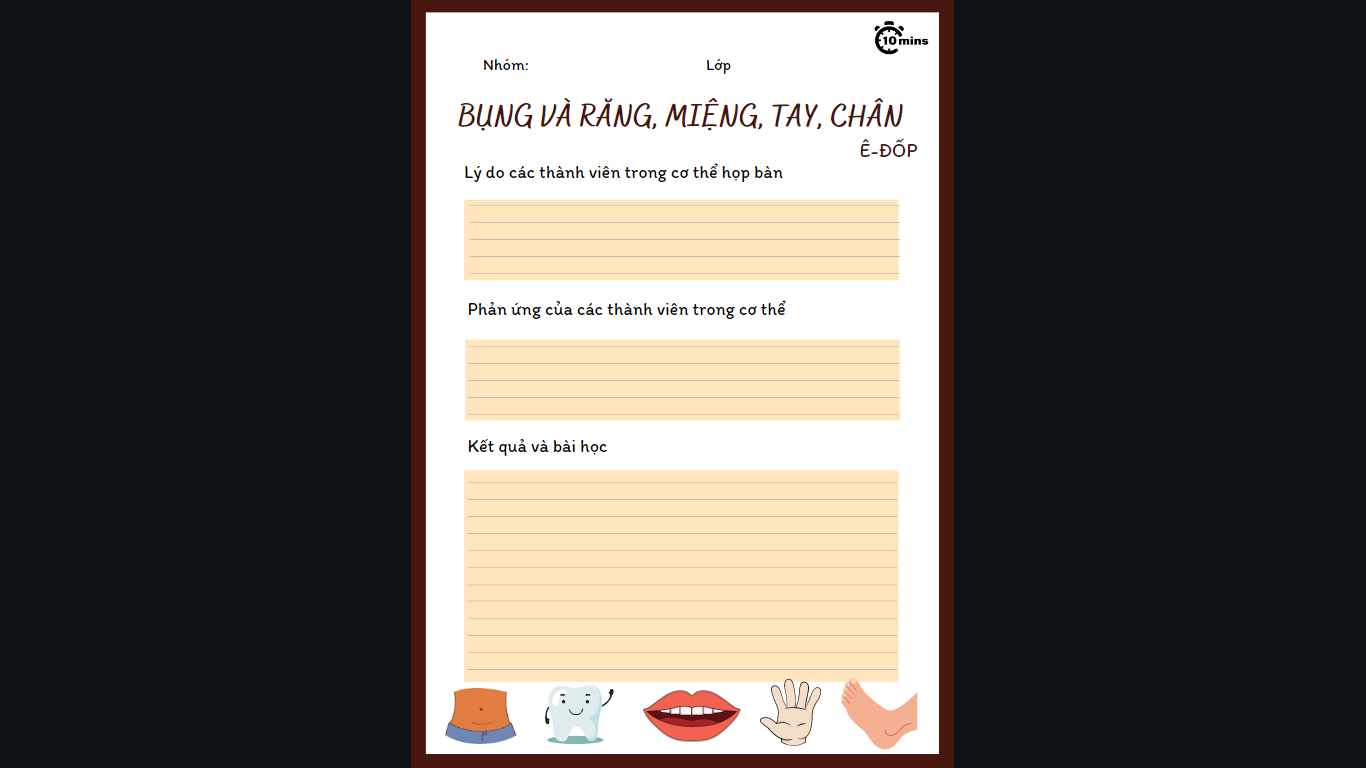 10 mins
Nhóm:
Lớp
BỤNG VÀ RĂNG, MIỆNG, TAY, CHÂN
Ê-ĐỐP
Lý do các thành viên trong cơ thể họp bàn
Phản ứng của các thành viên trong cơ thể
Kết quả và bài học